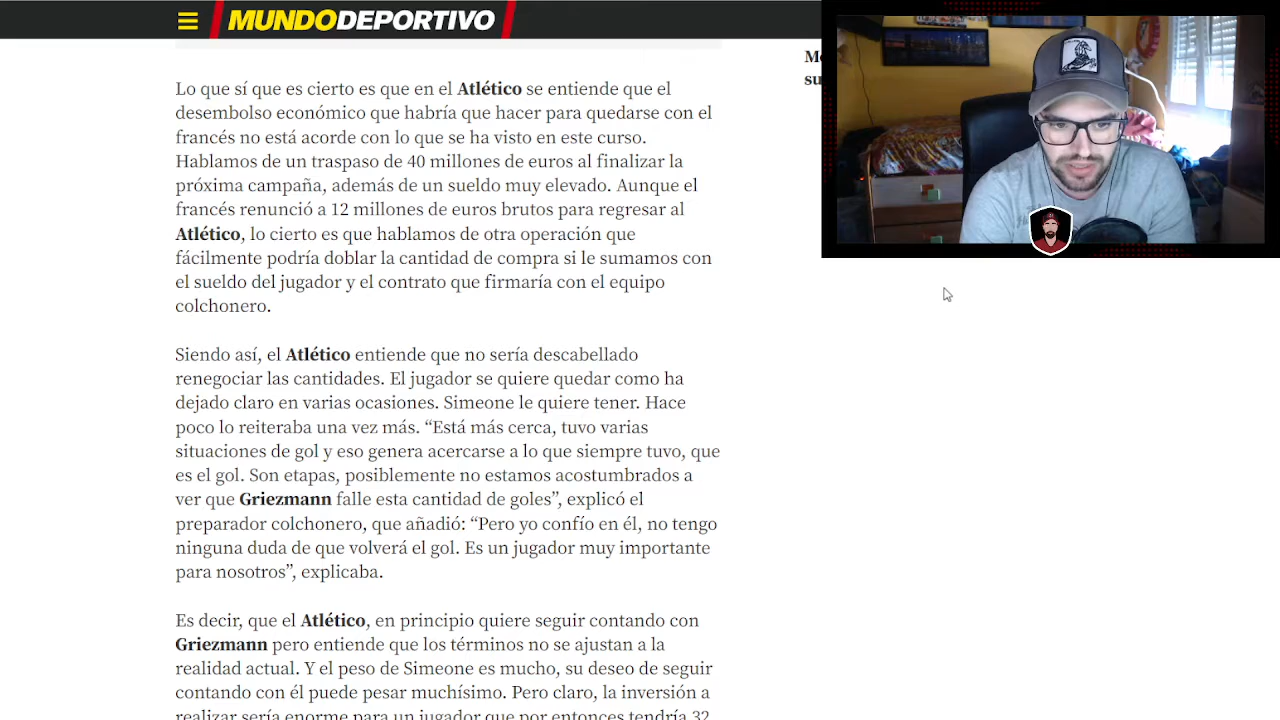 MUNDODEPORTIVO
Lo que sí que es cierto es que en el Atlético se entiende que el
desembolso económico que habría que hacer para quedarse con el
francés no está acorde con lo que se ha visto en este curso.
Hablamos de un traspaso de 40 millones de euros al finalizar la
próxima campaña, además de un sueldo muy elevado. Aunque el
francés renunció a 12 millones de euros brutos para regresar al
Atlético, lo cierto es que hablamos de otra operación que
fácilmente podría doblar la cantidad de compra si le sumamos con
el sueldo del jugador y el contrato que firmaría con el equipo
colchonero.
Siendo así, el Atlético entiende que no sería descabellado
renegociar las cantidades. El jugador se quiere quedar como ha
dejado claro en varias ocasiones. Simeone le quiere tener. Hace
poco lo reiteraba una vez más. “Está más cerca, tuvo varias
situaciones de gol y eso genera acercarse a lo que siempre tuvo, que
es el gol. Son etapas, posiblemente no estamos acostumbrados a
ver que Griezmann falle esta cantidad de goles”, explicó el
preparador colchonero, que añadió: “Pero yo confío en él, no tengo
ninguna duda de que volverá el gol. Es un jugador muy importante
para nosotros”, explicaba.
Es decir, que el Atlético, en principio quiere seguir contando con
Griezmann pero entiende que los términos no se ajustan a la
realidad actual. Y el peso de Simeone es mucho, su deseo de seguir
contando con él puede pesar muchísimo. Pero claro, la inversión a
realizar sería enorme para un jugador que por entonces tendría 32
su